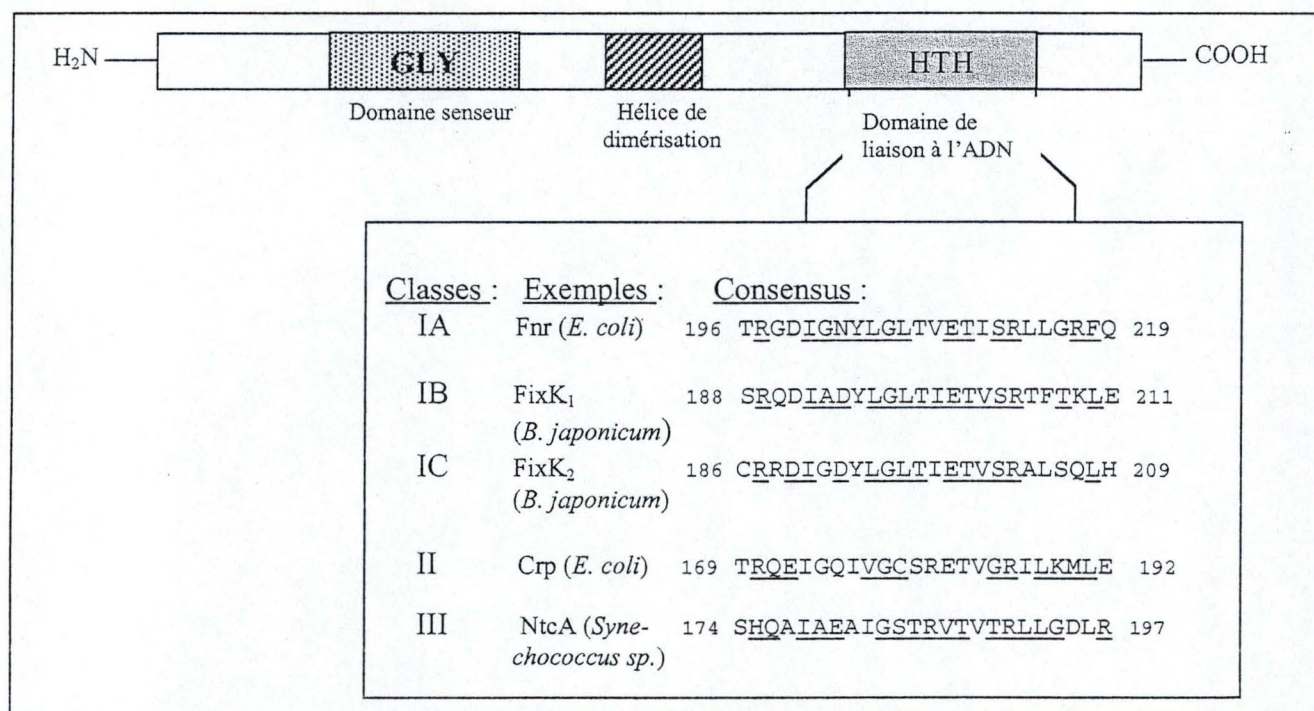 H₂N
GLY
HTH
COOH
Domaine senseur
Hélice de
dimérisation
Domaine de
liaison à l'ADN
Classes : Exemples : Consensus :
IA Fnr (E. coli) 196 TRGDIGNYLGLTVETISRLLGRFQ 219
IB FixK₁ 188 SRQDIADYLGLTIETVSRTFTKLE 211
(B. japonicum)
IC FixK₂ 186 CRRDIGDYLGLTIETVSRALSQLH 209
(B. japonicum)
II Crp (E. coli) 169 TRQEIGQIVGCSRETVGRILKMLE 192
III NtcA (Syne- 174 SHQAIAEAIGSTRVTVTRLLGDLR 197
chococcus sp.)